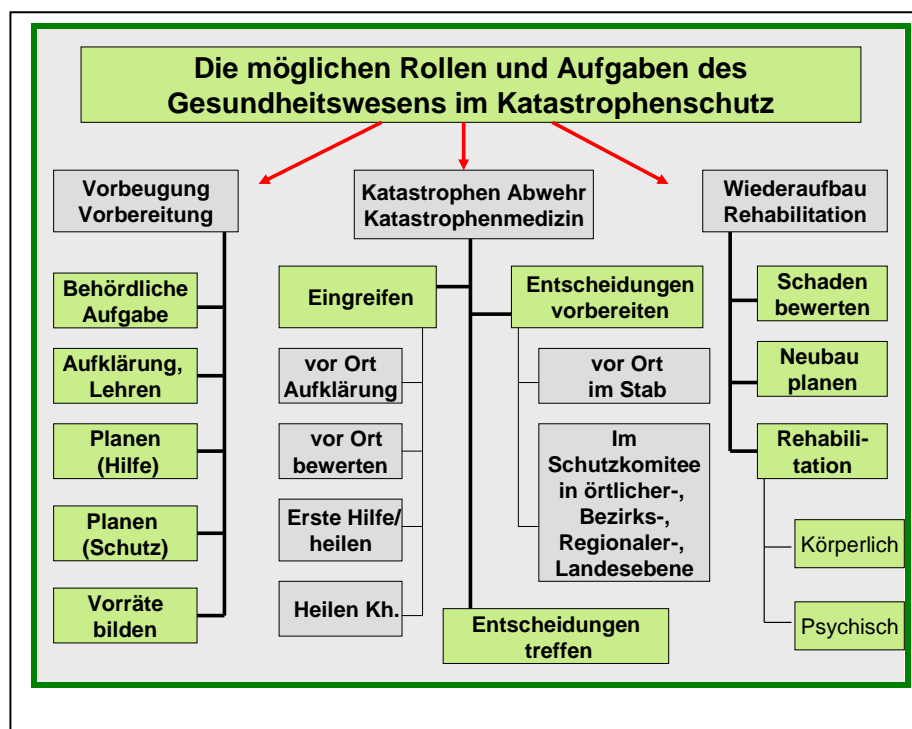 Die möglichen Rollen und Aufgaben des
Gesundheitswesens im Katastrophenschutz
Vorbeugung
Vorbereitung
Behördliche
Aufgabe
Aufklärung,
Lehren
Planen
(Hilfe)
Planen
(Schutz)
Vorräte
bilden
Katastrophen Abwehr
Katastrophenmedizin
Eingreifen
vor Ort
Aufklärung
vor Ort
bewerten
Erste Hilfe/
heilen
Heilen Kh.
Entscheidungen
vorbereiten
vor Ort
im Stab
Im
Schutzkomitee
in örtlicher-,
Bezirks-,
Regionaler-,
Landesebene
Entscheidungen
treffen
Wiederaufbau
Rehabilitation
Schaden
bewerten
Neubau
planen
Rehabili-
tation
Körperlich
Psychisch